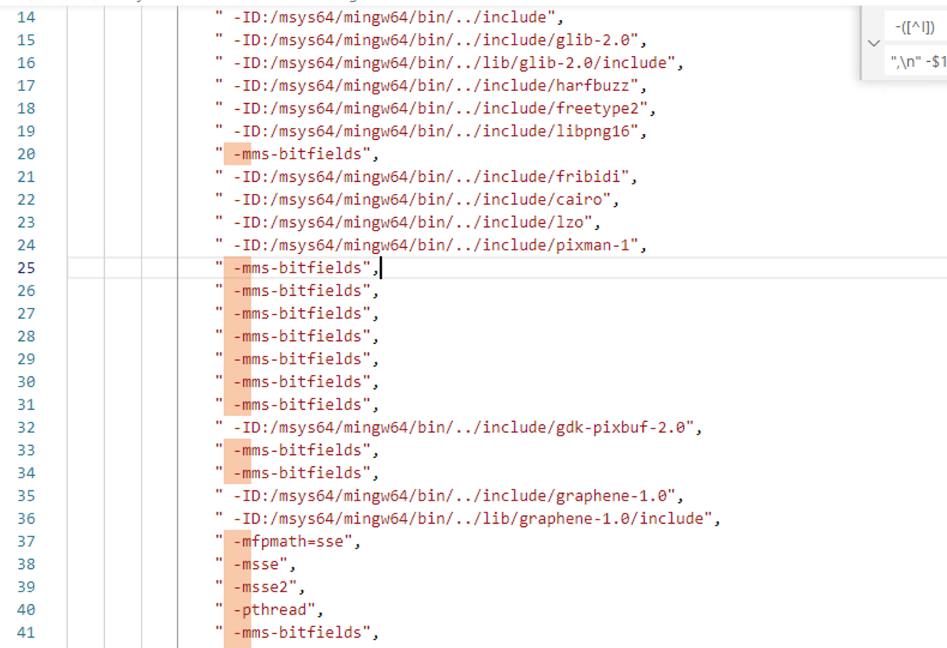 14 " -ID:/msys64/mingw64/bin/../include",
15 " -ID:/msys64/mingw64/bin/../include/glib-2.0",
16 " -ID:/msys64/mingw64/bin/../lib/glib-2.0/include",
17 " -ID:/msys64/mingw64/bin/../include/harfbuzz",
18 " -ID:/msys64/mingw64/bin/../include/freetype2",
19 " -ID:/msys64/mingw64/bin/../include/libpng16",
20 " -mms-bitfields",
21 " -ID:/msys64/mingw64/bin/../include/fribidi",
22 " -ID:/msys64/mingw64/bin/../include/cairo",
23 " -ID:/msys64/mingw64/bin/../include/lzo",
24 " -ID:/msys64/mingw64/bin/../include/pixman-1",
25 " -mms-bitfields",
26 " -mms-bitfields",
27 " -mms-bitfields",
28 " -mms-bitfields",
29 " -mms-bitfields",
30 " -mms-bitfields",
31 " -mms-bitfields",
32 " -ID:/msys64/mingw64/bin/../include/gdk-pixbuf-2.0",
33 " -mms-bitfields",
34 " -mms-bitfields",
35 " -ID:/msys64/mingw64/bin/../include/graphene-1.0",
36 " -ID:/msys64/mingw64/bin/../lib/graphene-1.0/include",
37 " -mfpmath=sse",
38 " -msse",
39 " -msse2",
40 " -pthread",
41 " -mms-bitfields",
-([^I])
",\n" -$1